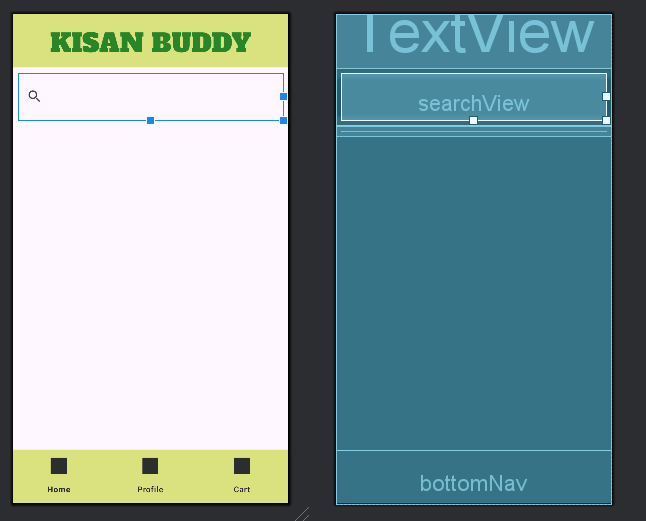 KISAN BUDDY
Home Profile Cart
TextView
searchView
bottomNav